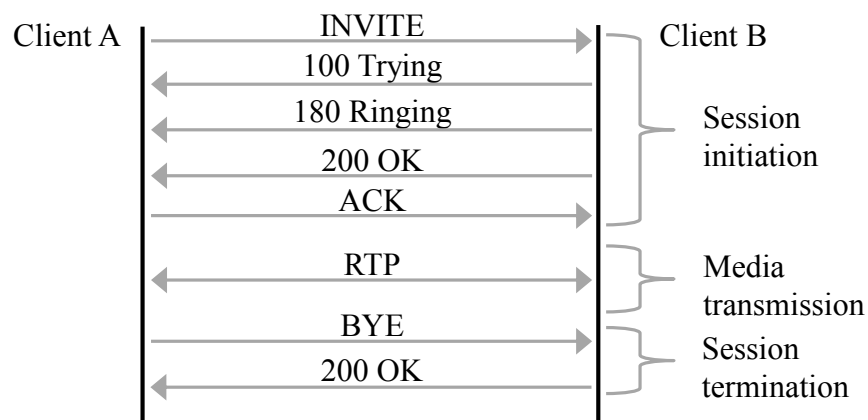 Client A
INVITE
Client B
100 Trying
180 Ringing
Session
initiation
200 OK
ACK
RTP
Media
transmission
BYE
Session
termination
200 OK